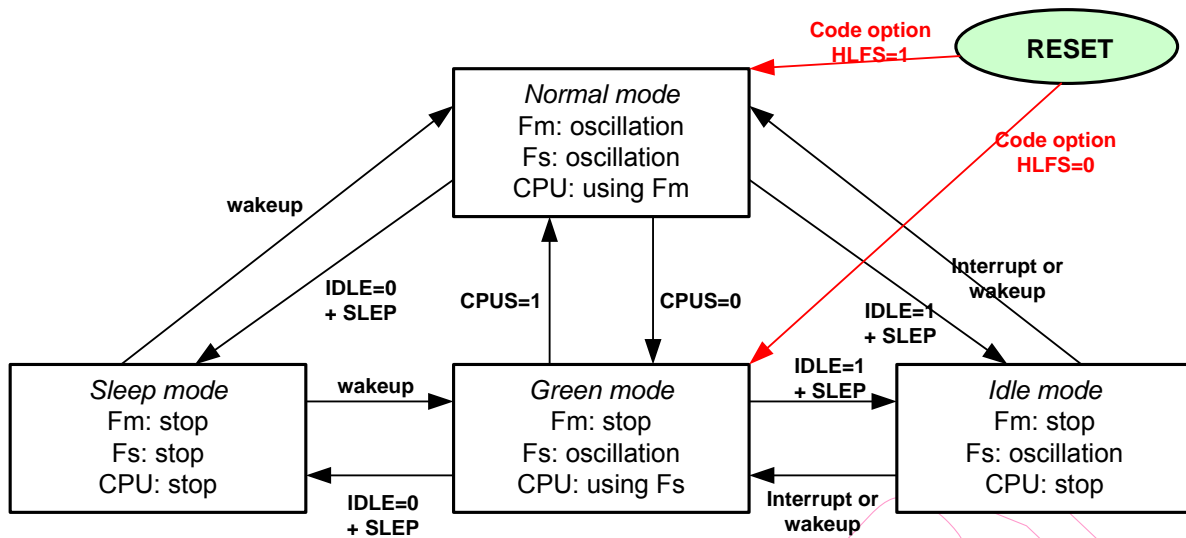 Code option
HLFS=1
RESET
Normal mode
Fm: oscillation
Fs: oscillation
CPU: using Fm
Code option
HLFS=0
wakeup
IDLE=0
+ SLEP
CPUS=1
CPUS=0
Interrupt or
wakeup
IDLE=1
+ SLEP
Sleep mode
Fm: stop
Fs: stop
CPU: stop
wakeup
IDLE=0
+ SLEP
Green mode
Fm: stop
Fs: oscillation
CPU: using Fs
IDLE=1
+ SLEP
Interrupt or
wakeup
Idle mode
Fm: stop
Fs: oscillation
CPU: stop